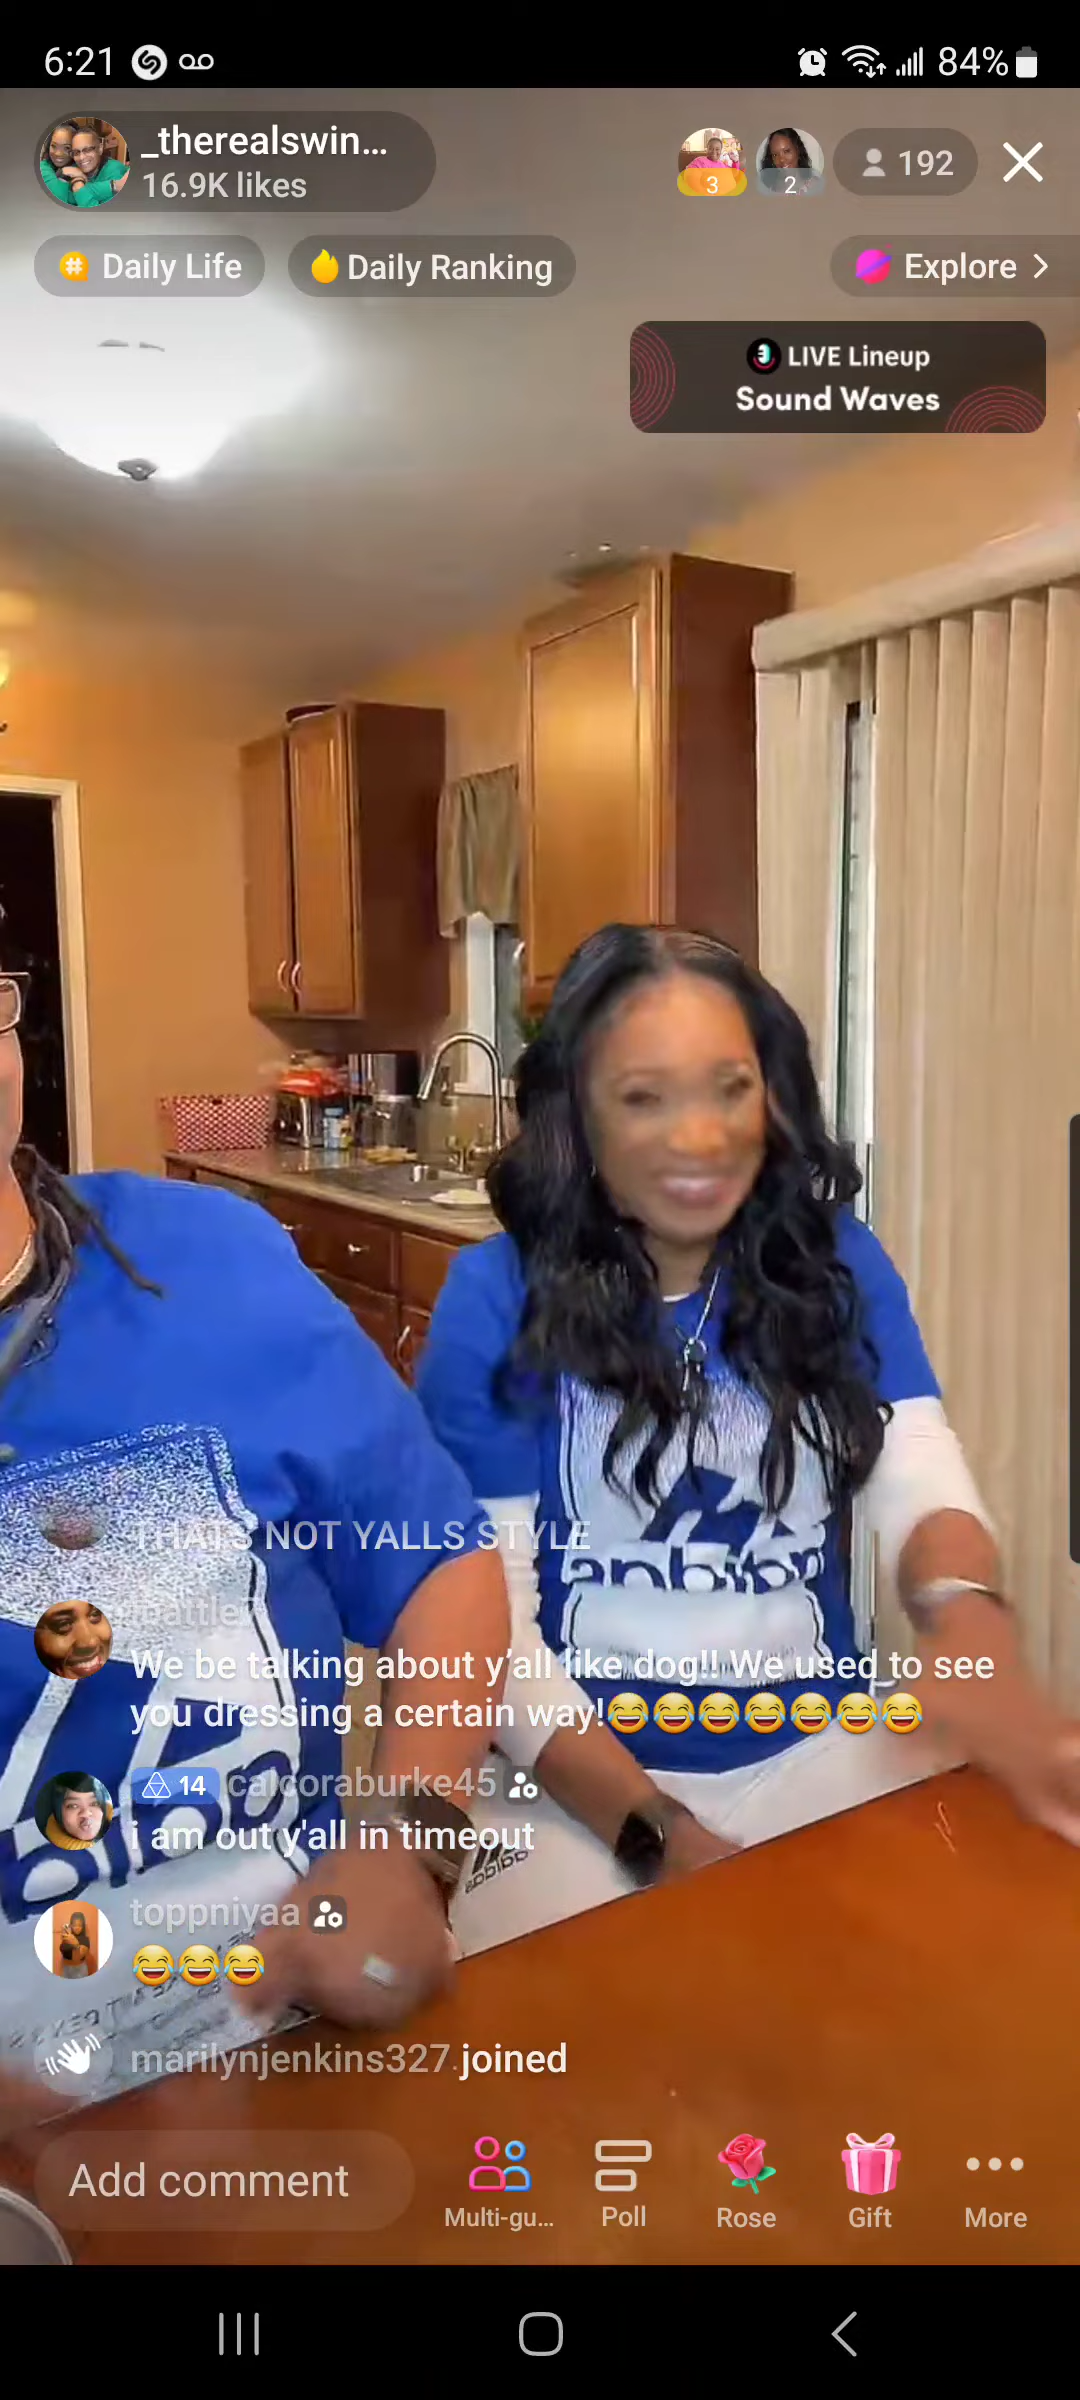 6:21
84%
_therealswin...
16.9K likes
3
2
192
Daily Life
Daily Ranking
Explore
LIVE Lineup
Sound Waves
THATS NOT YALLS STYLE
We be talking about y'all like dog!! We used to see
you dressing a certain way!😂😂😂😂😂😂😂
14 calcoraburke45
i am out y'all in timeout
adidas
toppniyaa
😂😂😂
marilynjenkins327. joined
Add comment
Multi-gu...
Poll
Rose
Gift
More